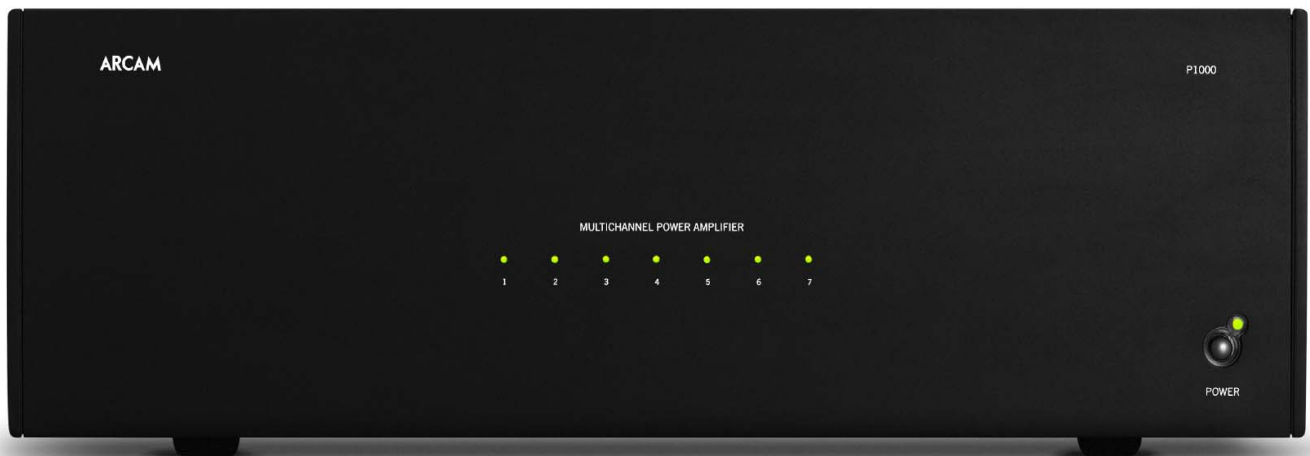 ARCAM
P1000
MULTICHANNEL POWER AMPLIFIER
1 2 3 4 5 6 7
POWER